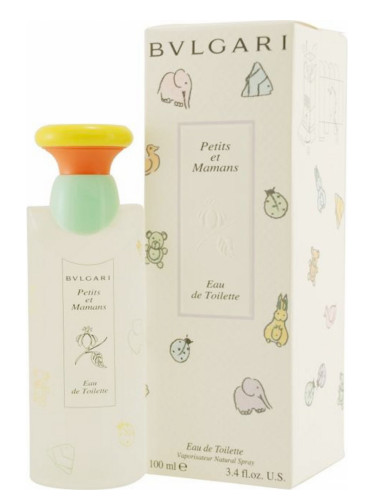 BVLGARI
Petits
et
Mamans
Eau
de Toilette
Eau de Toilette
Vaporisateur Natural Spray
100 ml e 3.4 fl.oz. U.S.
BVLGARI
Petits
et
Mamans
Eau
de Toilette